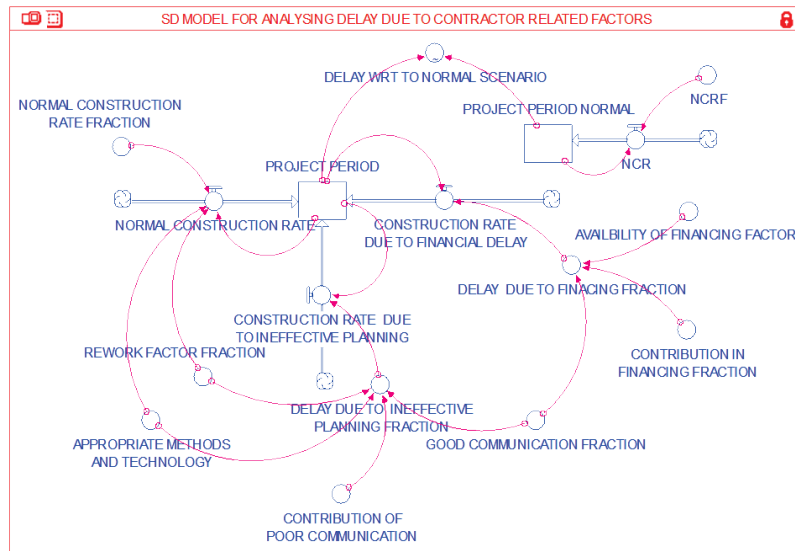 SD MODEL FOR ANALYSING DELAY DUE TO CONTRACTOR RELATED FACTORS
DELAY WRT TO NORMAL SCENARIO
NORMAL CONSTRUCTION
RATE FRACTION
NCRF
PROJECT PERIOD NORMAL
NCR
PROJECT PERIOD
NORMAL CONSTRUCTION RATE
CONSTRUCTION RATE
DUE TO FINANCIAL DELAY
AVAILBILITY OF FINANCING FACTOR
DELAY DUE TO FINACING FRACTION
CONSTRUCTION RATE DUE
TO INEFFECTIVE PLANNING
REWORK FACTOR FRACTION
CONTRIBUTION IN
FINANCING FRACTION
DELAY DUE TO INEFFECTIVE
PLANNING FRACTION
APPROPRIATE METHODS
AND TECHNOLOGY
GOOD COMMUNICATION FRACTION
CONTRIBUTION OF
POOR COMMUNICATION